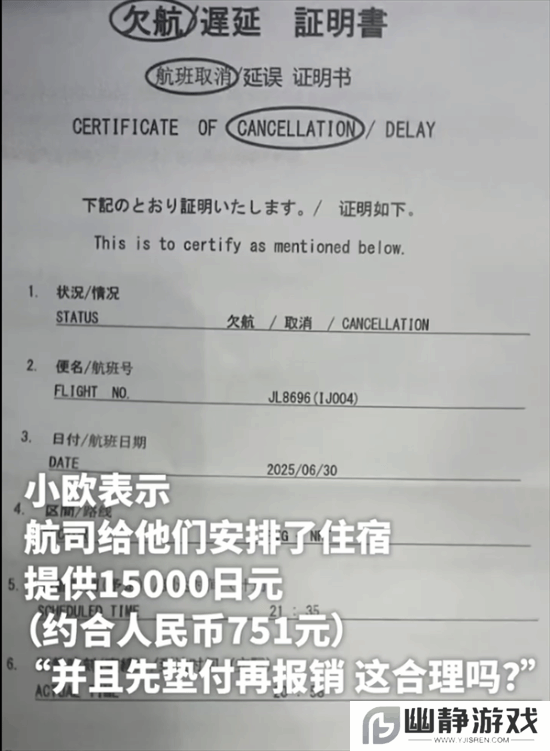 欠航/遅延 証明書
航班取消/延误 证明书
CERTIFICATE OF CANCELLATION/ DELAY
下記のとおり証明いたします。/ 证明如下。
This is to certify as mentioned below.
1. 状況/情况
STATUS 欠航 / 取消 / CANCELLATION
2. 便名/航班号
FLIGHT NO. JL8696(IJ004)
3. 日付/航班日期
DATE 2025/06/30
小欧表示
4. 区間/路线
航司给他们安排了住宿
提供15000日元
5.
SCHEDULED TIME 21:35
(约合人民币751元)
6.
“并且先垫付再报销 这合理吗?”
ACTUAL TIME
幽静游戏
WWW.YJSREN.COM